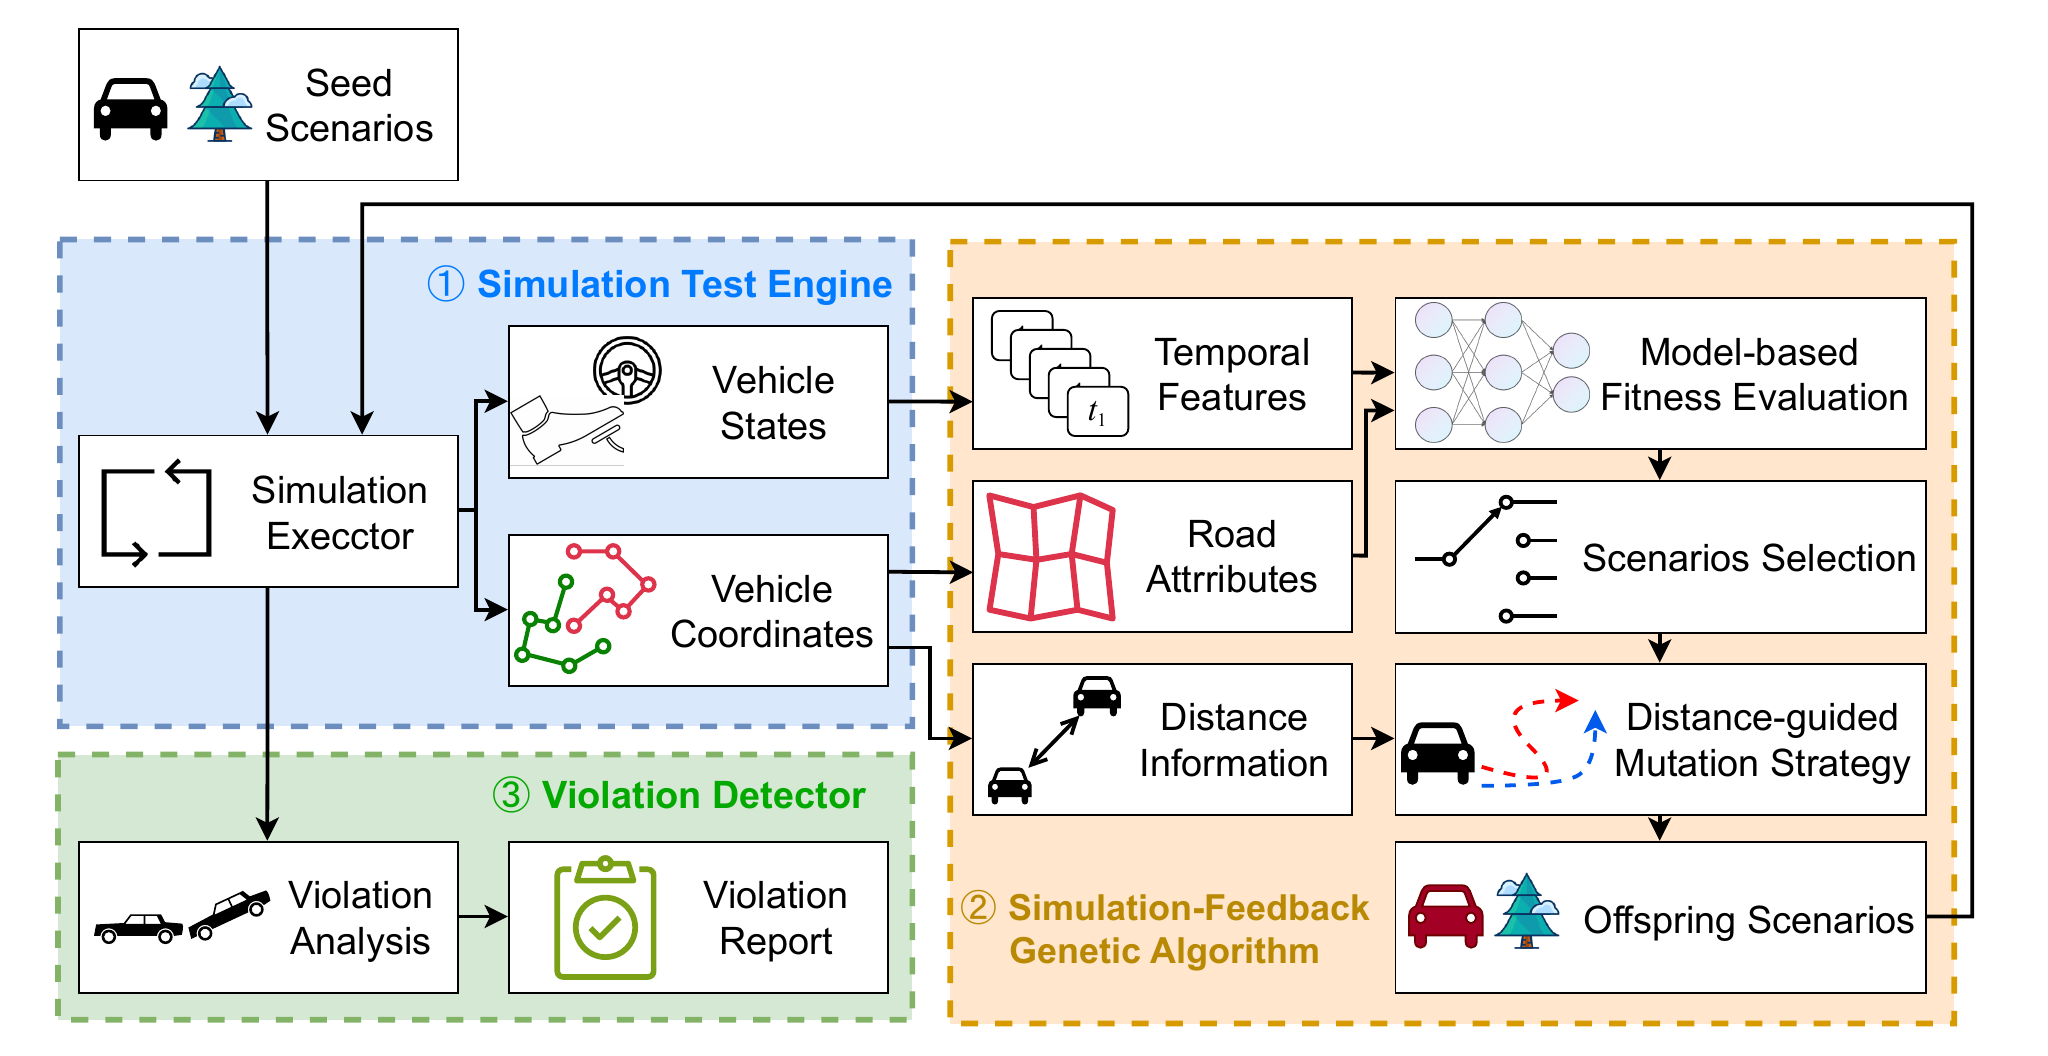 Seed
Scenarios
① Simulation Test Engine
Simulation
Execctor
Vehicle
States
Vehicle
Coordinates
Temporal
Features
t1
Road
Attrributes
Distance
Information
Model-based
Fitness Evaluation
Scenarios Selection
Distance-guided
Mutation Strategy
Offspring Scenarios
② Simulation-Feedback
Genetic Algorithm
③ Violation Detector
Violation
Analysis
Violation
Report